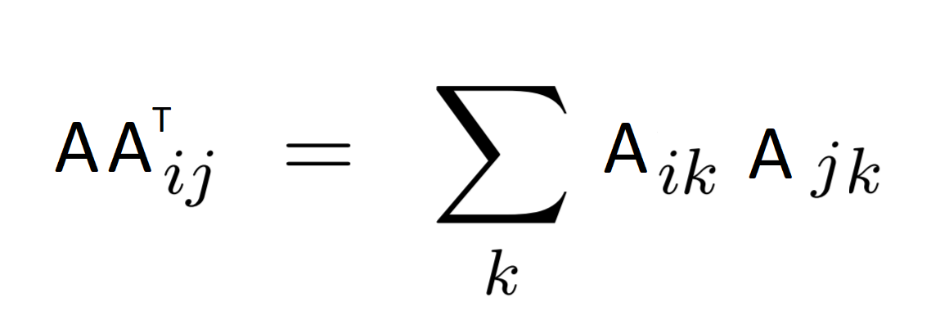 AAᵀᵢⱼ = ∑ₖ Aᵢₖ Aⱼₖ